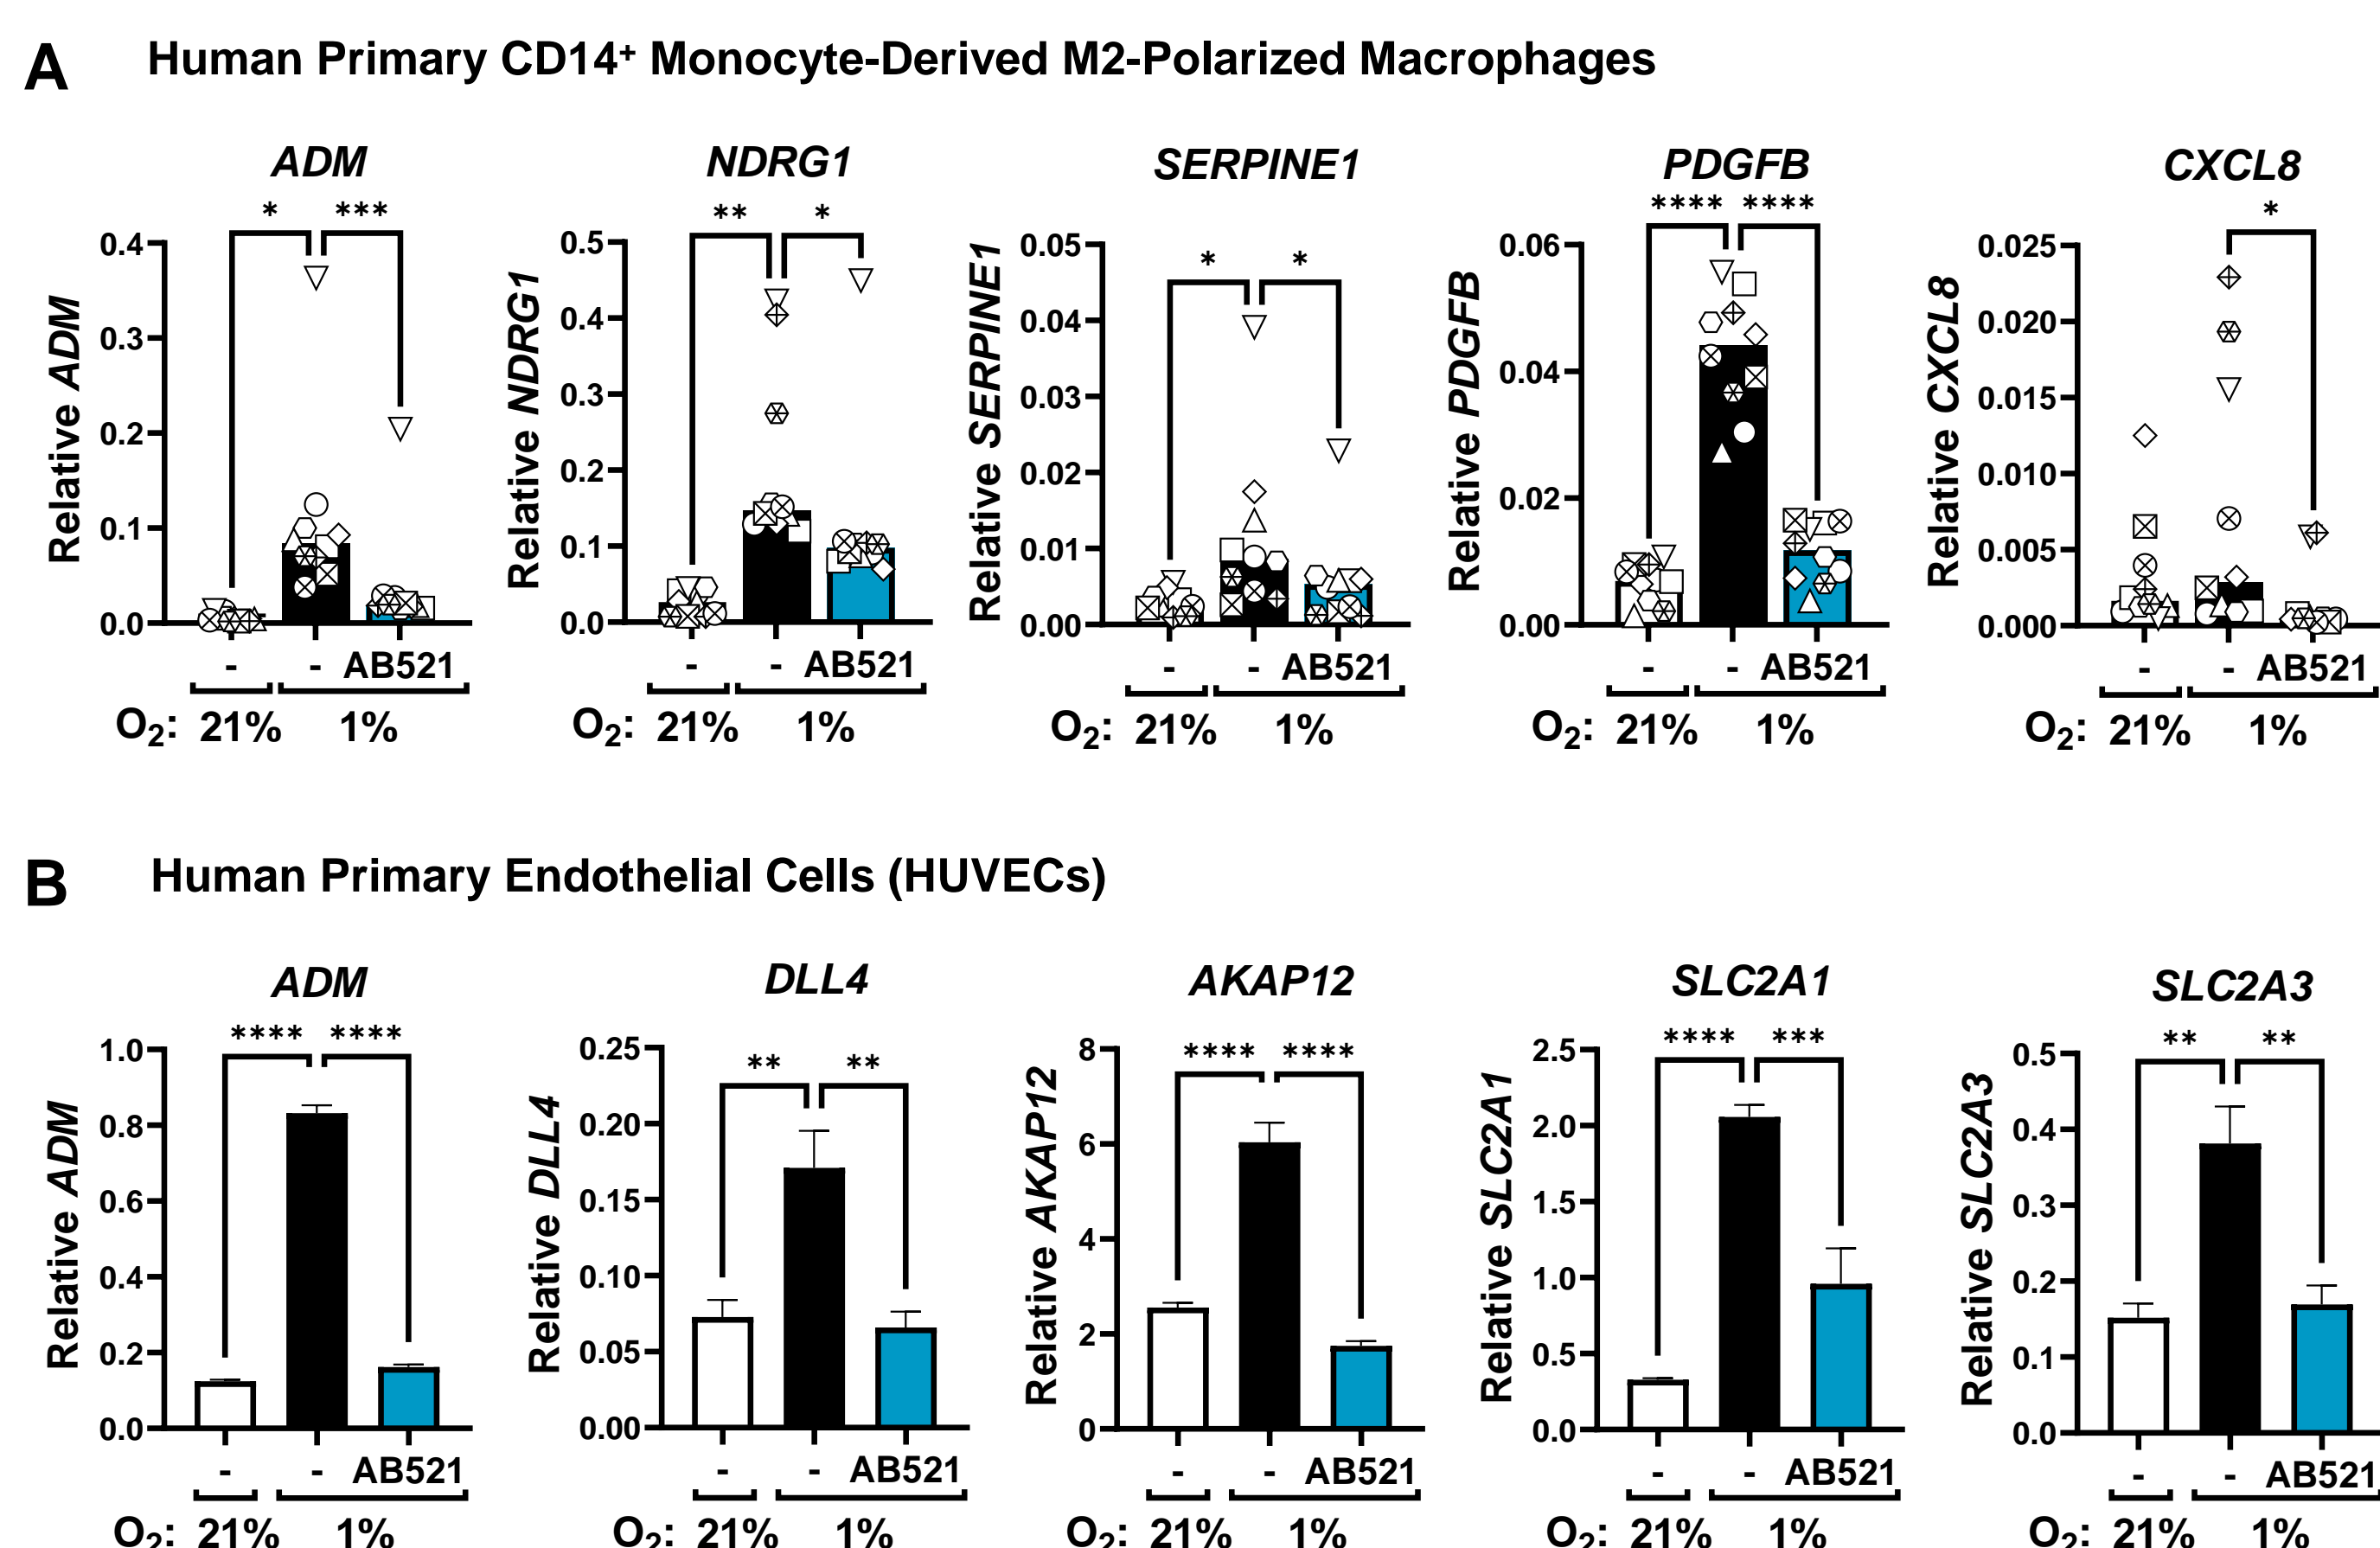 A Human Primary CD14+ Monocyte-Derived M2-Polarized Macrophages
ADM NDRG1 SERPINE1 PDGFB CXCL8
* *** ** * * * **** **** *
Relative ADM
0.4
0.3
0.2
0.1
0.0
- - AB521
O2: 21% 1%
Relative NDRG1
0.5
0.4
0.3
0.2
0.1
0.0
- - AB521
O2: 21% 1%
Relative SERPINE1
0.05
0.04
0.03
0.02
0.01
0.00
- - AB521
O2: 21% 1%
Relative PDGFB
0.06
0.04
0.02
0.00
- - AB521
O2: 21% 1%
Relative CXCL8
0.025
0.020
0.015
0.010
0.005
0.000
- - AB521
O2: 21% 1%
B Human Primary Endothelial Cells (HUVECs)
ADM DLL4 AKAP12 SLC2A1 SLC2A3
**** **** ** ** **** **** **** *** ** **
Relative ADM
1.0
0.8
0.6
0.4
0.2
0.0
- - AB521
O2: 21% 1%
Relative DLL4
0.25
0.20
0.15
0.10
0.05
0.00
- - AB521
O2: 21% 1%
Relative AKAP12
8
6
4
2
0
- - AB521
O2: 21% 1%
Relative SLC2A1
2.5
2.0
1.5
1.0
0.5
0.0
- - AB521
O2: 21% 1%
Relative SLC2A3
0.5
0.4
0.3
0.2
0.1
0.0
- - AB521
O2: 21% 1%